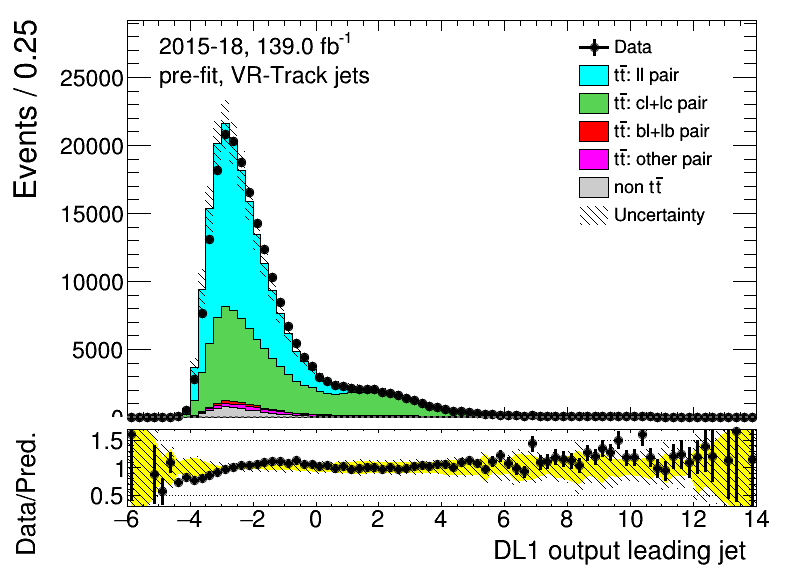 Events / 0.25
25000
20000
15000
10000
5000
0
2015-18, 139.0 fb⁻¹
pre-fit, VR-Track jets
Data
tt̄: ll pair
tt̄: cl+lc pair
tt̄: bl+lb pair
tt̄: other pair
non tt̄
Uncertainty
Data/Pred.
1.5
1
0.5
−6 −4 −2 0 2 4 6 8 10 12 14
DL1 output leading jet